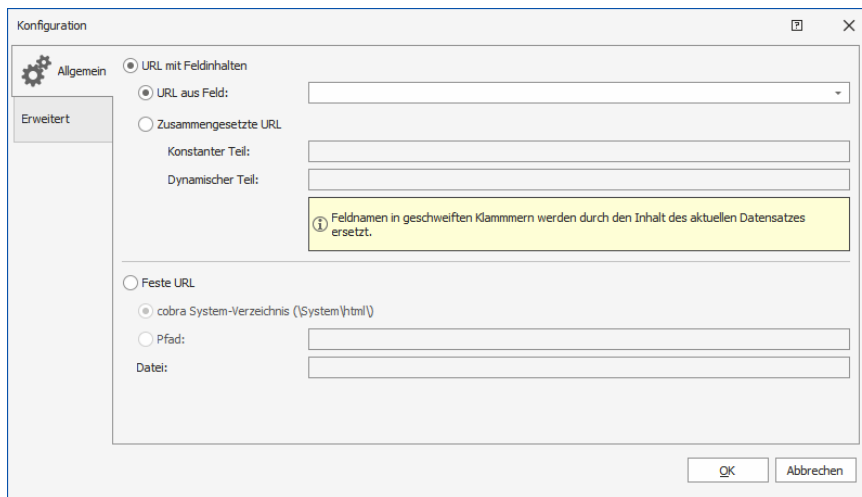 Konfiguration
Allgemein
Erweitert
URL mit Feldinhalten
URL aus Feld:
Zusammengesetzte URL
Konstanter Teil:
Dynamischer Teil:
Feldnamen in geschweiften Klammmern werden durch den Inhalt des aktuellen Datensatzes
ersetzt.
Feste URL
cobra System-Verzeichnis (\System\html\)
Pfad:
Datei:
OK
Abbrechen